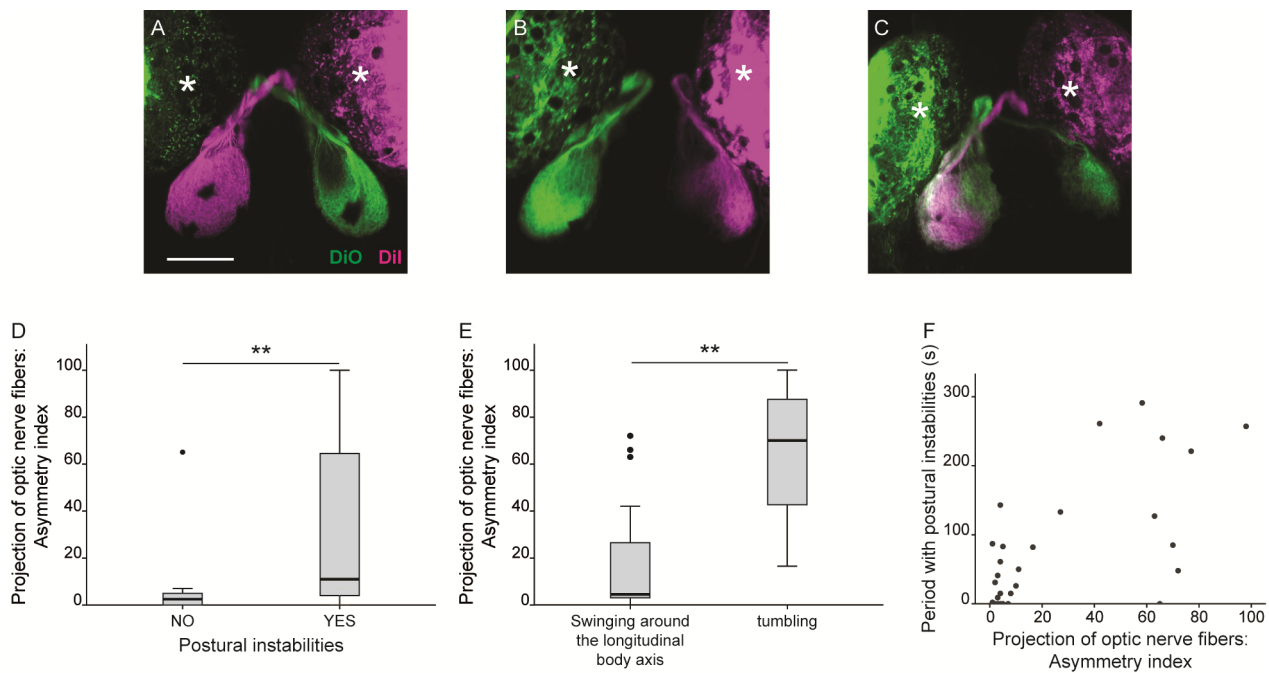 A
*
*
DiO DiI
B
*
*
C
*
*
D
Projection of optic nerve fibers:
Asymmetry index
100
80
60
40
20
0
**
NO
YES
Postural instabilities
E
Projection of optic nerve fibers:
Asymmetry index
100
80
60
40
20
0
**
Swinging around
the longitudinal
body axis
tumbling
F
Period with postural instabilities (s)
300
200
100
0
0 20 40 60 80 100
Projection of optic nerve fibers:
Asymmetry index